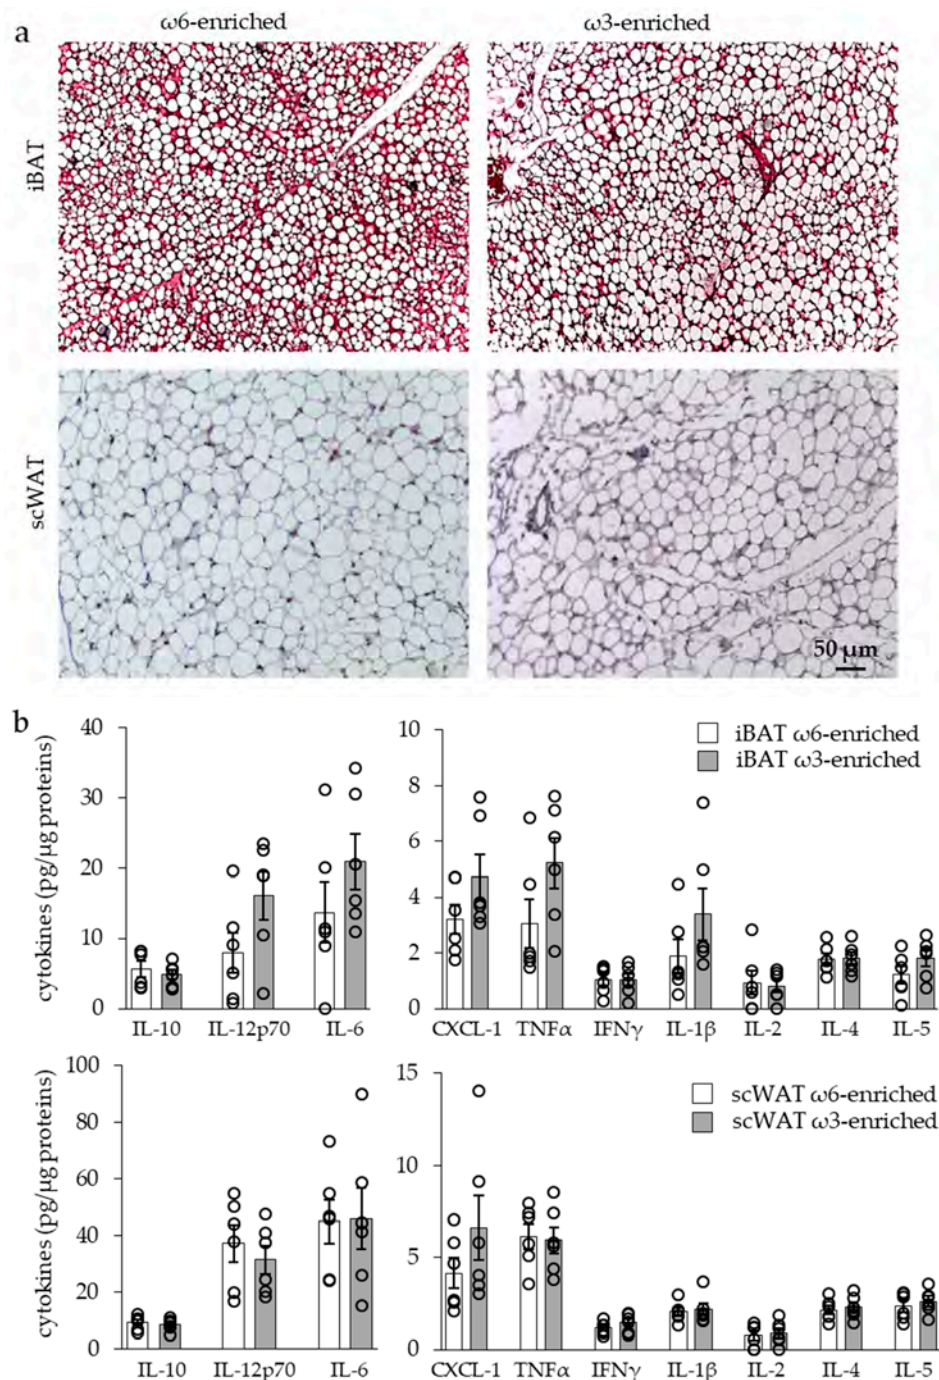 a
ω6-enriched
ω3-enriched
iBAT
scWAT
50 µm
b
cytokines (pg/µg proteins)
40
30
20
10
0
IL-10 IL-12p70 IL-6
10
8
6
4
2
0
CXCL-1 TNFα IFNγ IL-1β IL-2 IL-4 IL-5
iBAT ω6-enriched
iBAT ω3-enriched
cytokines (pg/µg proteins)
100
80
60
40
20
0
IL-10 IL-12p70 IL-6
15
10
5
0
CXCL-1 TNFα IFNγ IL-1β IL-2 IL-4 IL-5
scWAT ω6-enriched
scWAT ω3-enriched